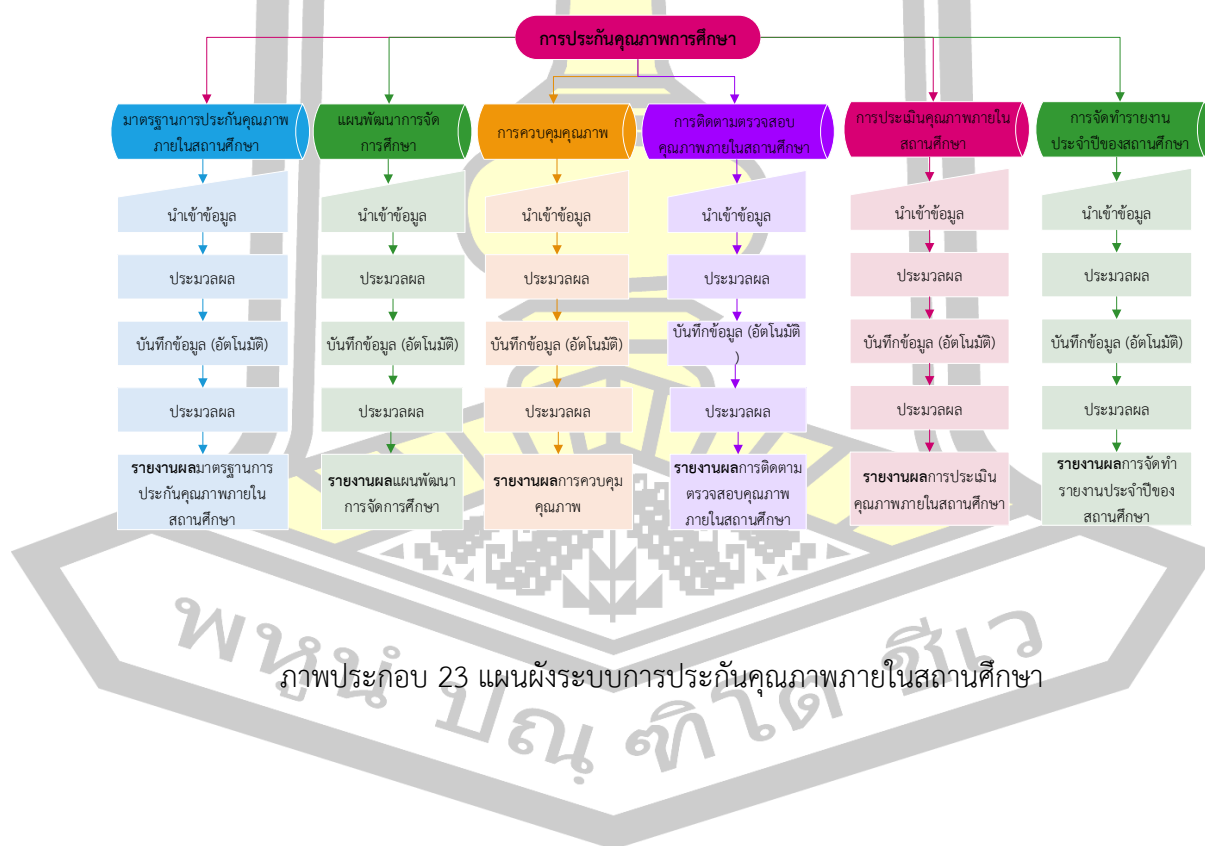 การประกันคุณภาพการศึกษา
มาตรฐานการประกันคุณภาพ
ภายในสถานศึกษา
นำเข้าข้อมูล
ประมวลผล
บันทึกข้อมูล (อัตโนมัติ)
ประมวลผล
รายงานผลมาตรฐานการ
ประกันคุณภาพภายใน
สถานศึกษา
แผนพัฒนาการจัด
การศึกษา
นำเข้าข้อมูล
ประมวลผล
บันทึกข้อมูล (อัตโนมัติ)
ประมวลผล
รายงานผลแผนพัฒนา
การจัดการศึกษา
การควบคุมคุณภาพ
นำเข้าข้อมูล
ประมวลผล
บันทึกข้อมูล (อัตโนมัติ)
ประมวลผล
รายงานผลการควบคุม
คุณภาพ
การติดตามตรวจสอบ
คุณภาพภายในสถานศึกษา
นำเข้าข้อมูล
ประมวลผล
บันทึกข้อมูล (อัตโนมัติ
)
ประมวลผล
รายงานผลการติดตาม
ตรวจสอบคุณภาพ
ภายในสถานศึกษา
การประเมินคุณภาพภายใน
สถานศึกษา
นำเข้าข้อมูล
ประมวลผล
บันทึกข้อมูล (อัตโนมัติ)
ประมวลผล
รายงานผลการประเมิน
คุณภาพภายในสถานศึกษา
การจัดทำรายงาน
ประจำปีของสถานศึกษา
นำเข้าข้อมูล
ประมวลผล
บันทึกข้อมูล (อัตโนมัติ)
ประมวลผล
รายงานผลการจัดทำ
รายงานประจำปีของ
สถานศึกษา
ภาพประกอบ 23 แผนผังระบบการประกันคุณภาพภายในสถานศึกษา
พหูนํ ปณฺฑิโต ชีเว